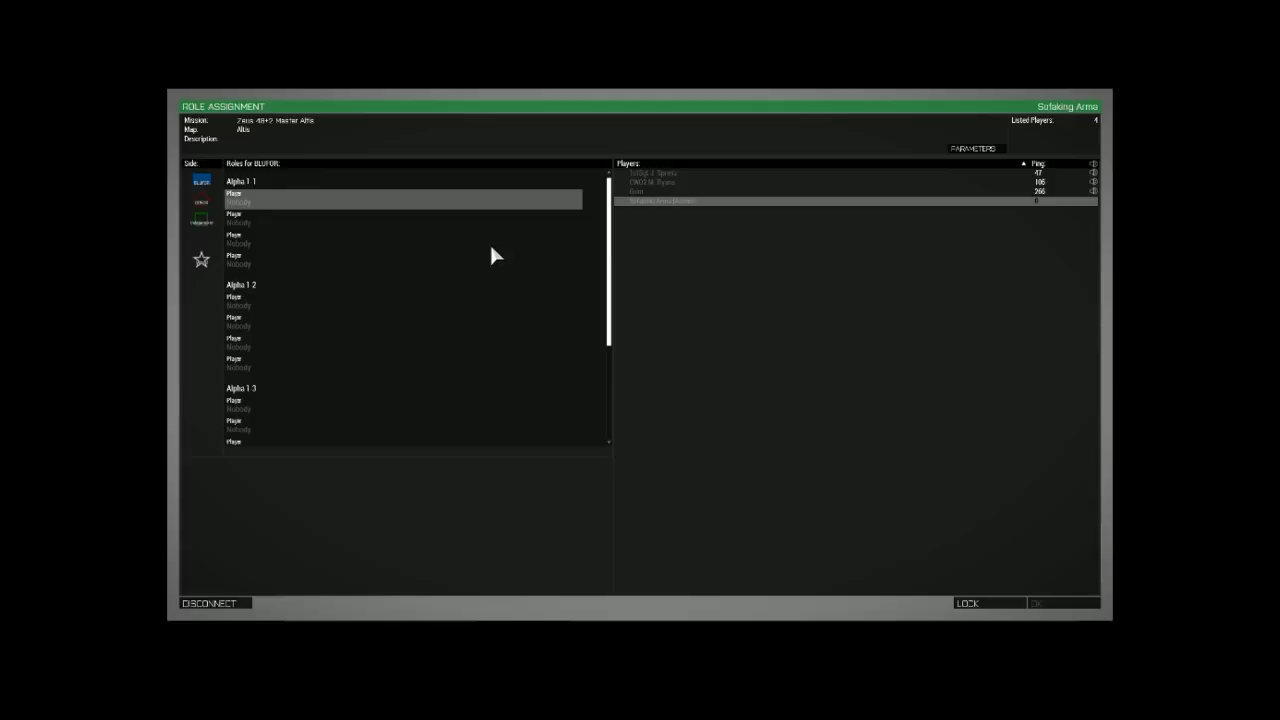 ROLE ASSIGNMENT Sofaking Arma
Mission: Zeus 48+2 Master Altis Listed Players: 4
Map: Altis
Description:
PARAMETERS
Side: Roles for BLUFOR: Players: Ping:
BLUFOR
Alpha 1-1
Player
Nobody
Player
Nobody
Player
Nobody
Player
Nobody
Alpha 1-2
Player
Nobody
Player
Nobody
Player
Nobody
Player
Nobody
Alpha 1-3
Player
Nobody
Player
Nobody
Player
47
106
266
Sofaking Arma 0
DISCONNECT LOCK OK